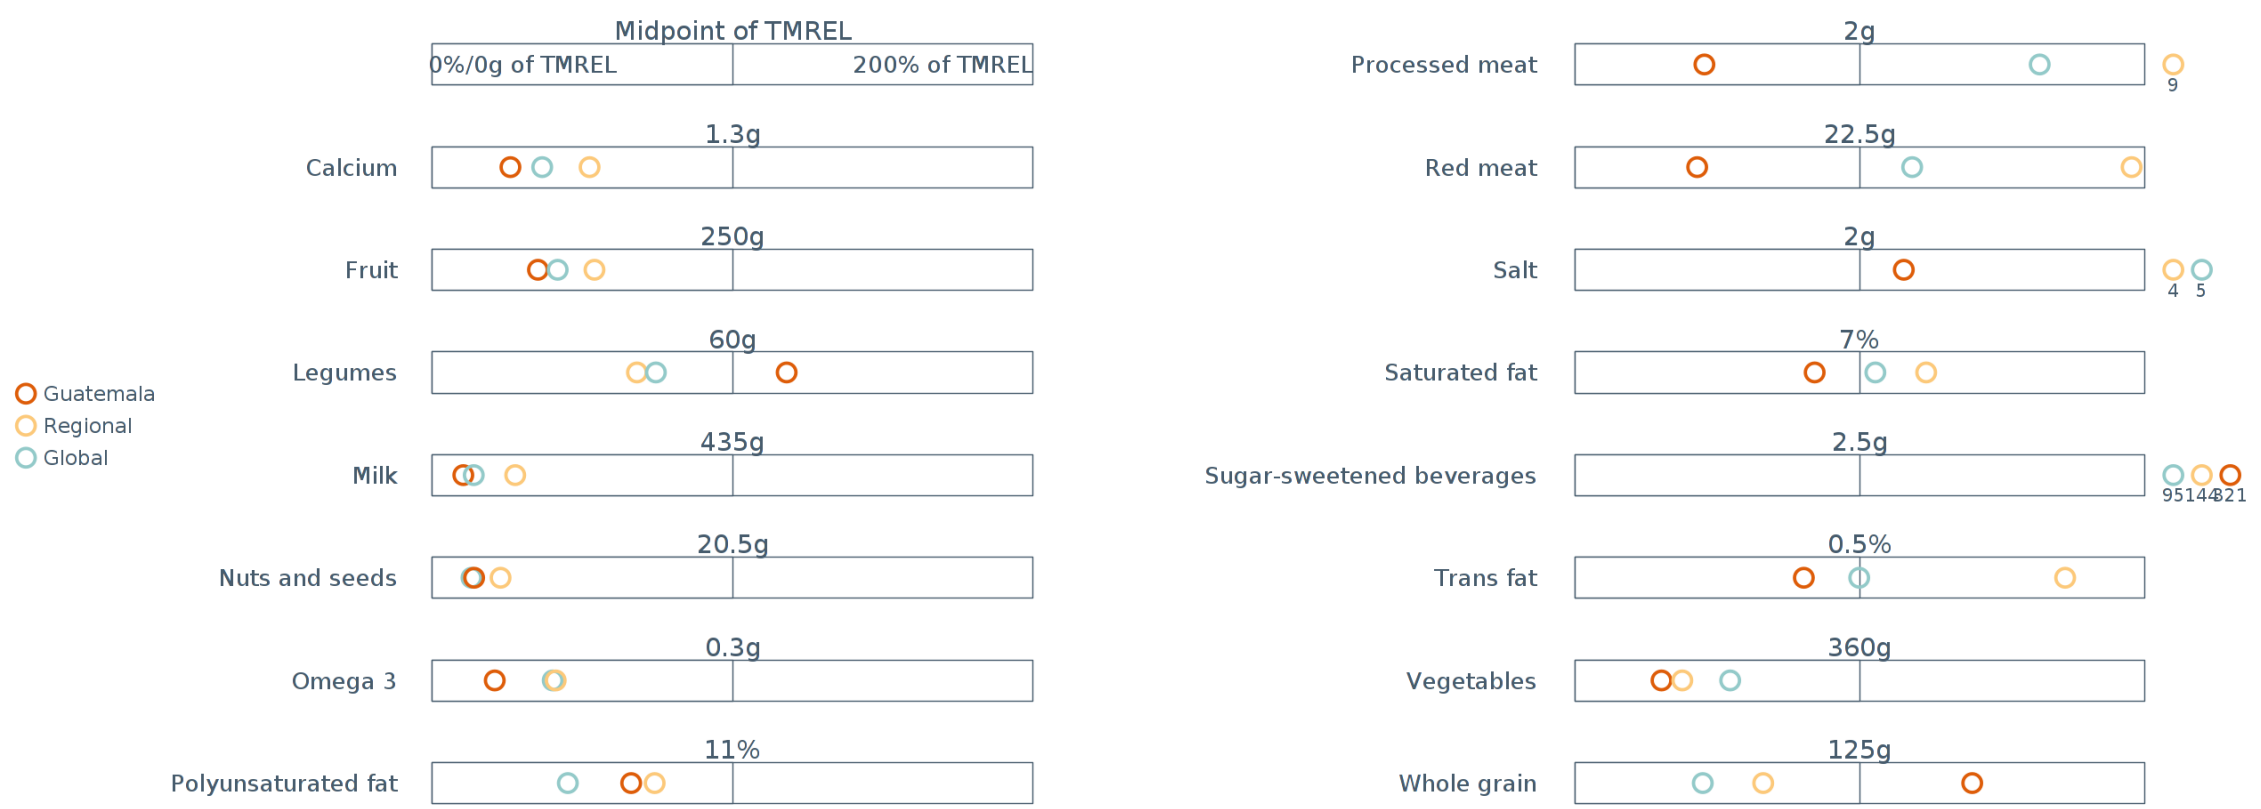 Midpoint of TMREL
0%/0g of TMREL 200% of TMREL
1.3g
Calcium
250g
Fruit
60g
Legumes
Guatemala
Regional
Global
435g
Milk
20.5g
Nuts and seeds
0.3g
Omega 3
11%
Polyunsaturated fat
2g
Processed meat
9
22.5g
Red meat
2g
Salt
4 5
7%
Saturated fat
2.5g
Sugar-sweetened beverages
95 144 321
0.5%
Trans fat
360g
Vegetables
125g
Whole grain